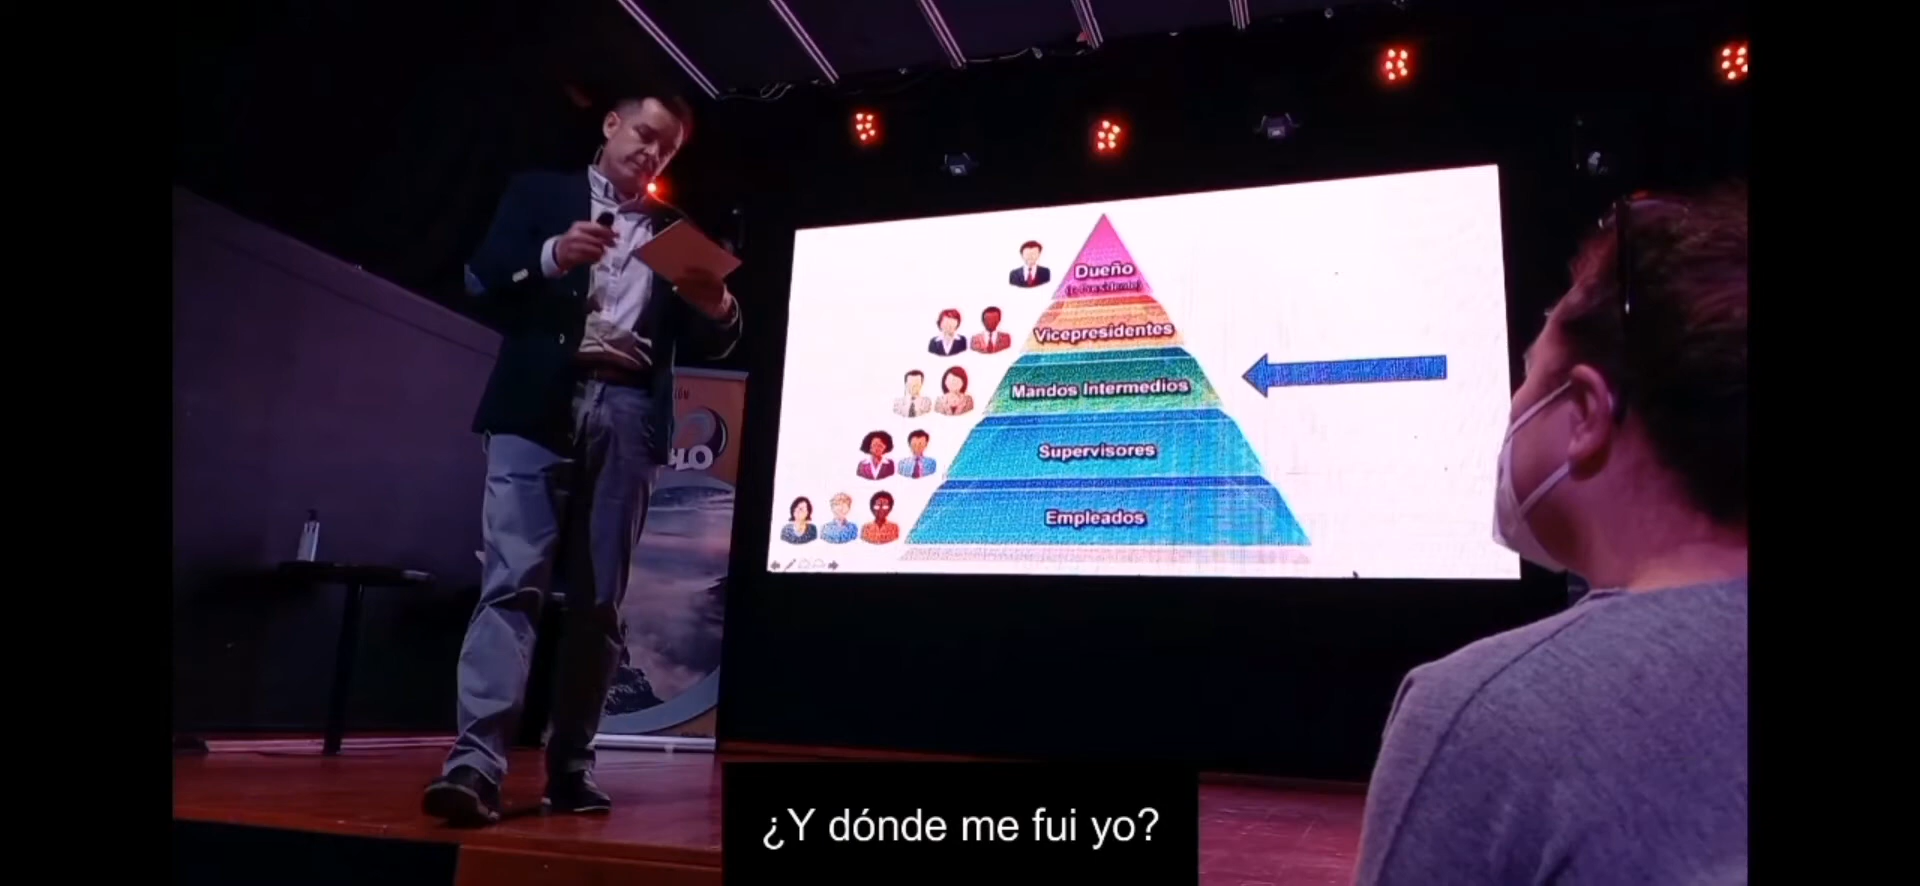 Dueño
Vicepresidentes
Mandos Intermedios
Supervisores
Empleados
¿Y dónde me fui yo?